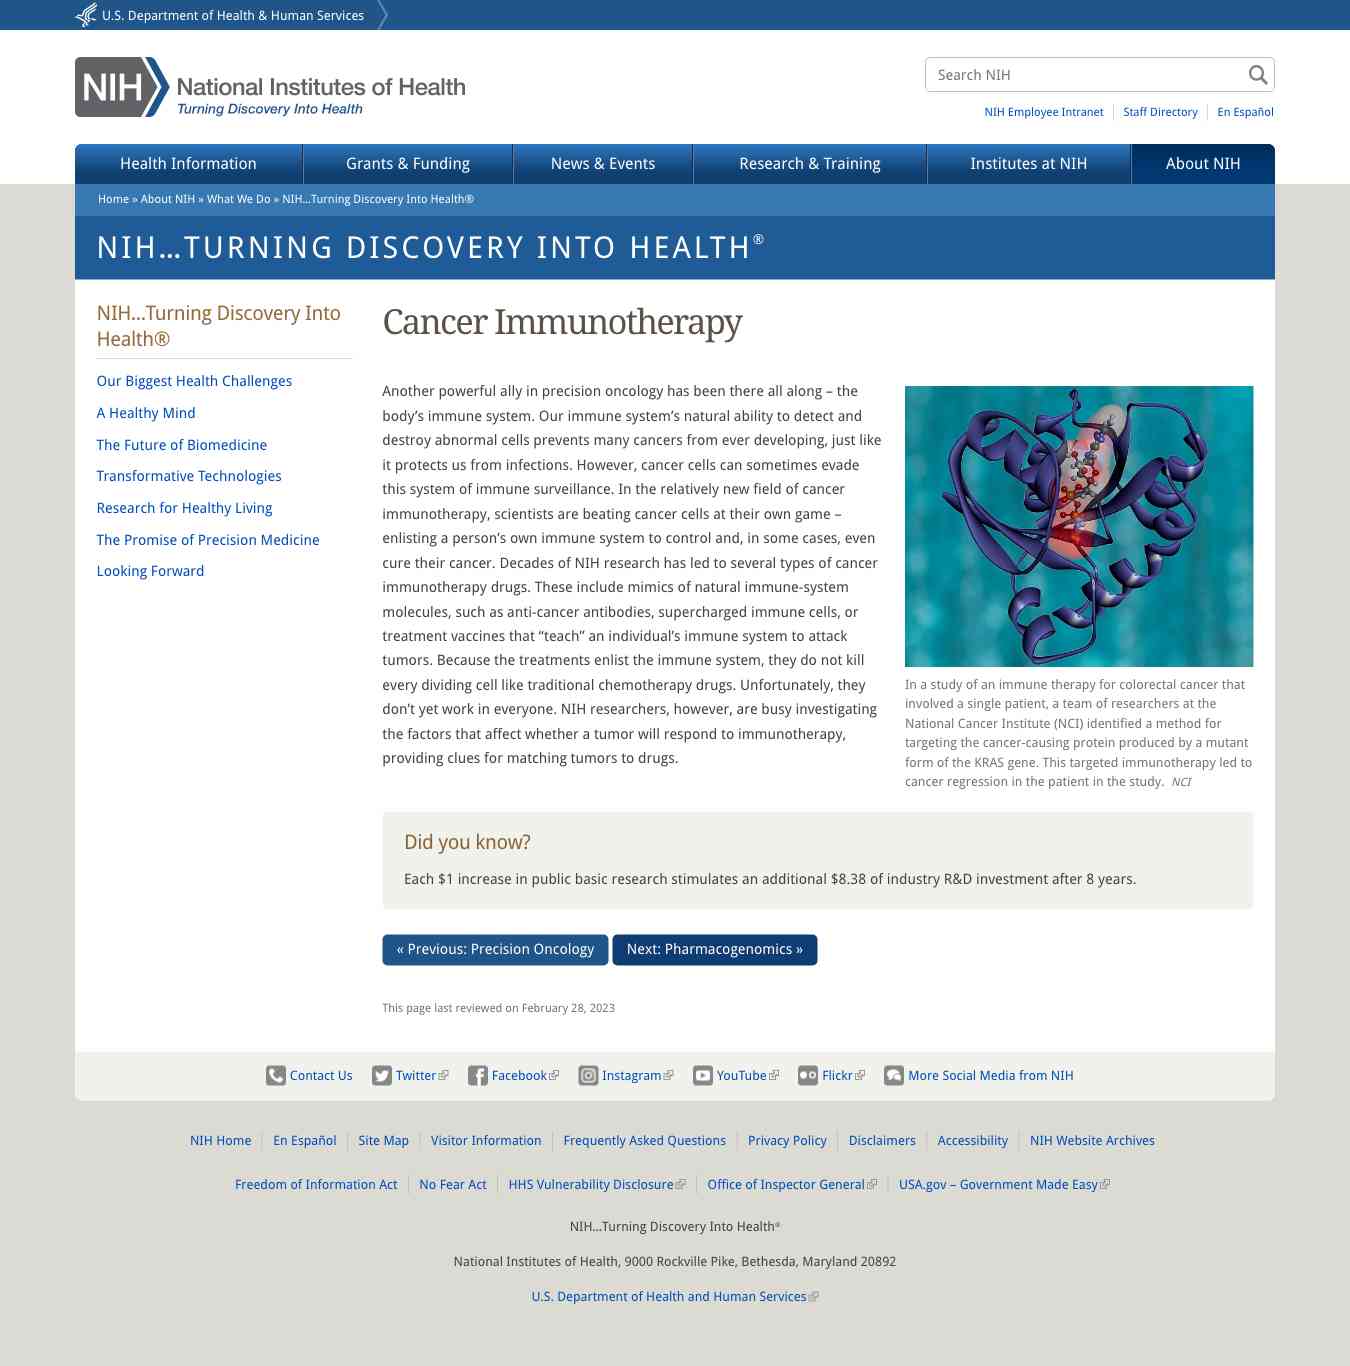 U.S. Department of Health & Human Services
NIH National Institutes of Health
Turning Discovery Into Health
Search NIH
NIH Employee Intranet
Staff Directory
En Español
Health Information
Grants & Funding
News & Events
Research & Training
Institutes at NIH
About NIH
Home » About NIH » What We Do » NIH...Turning Discovery Into Health®
NIH...TURNING DISCOVERY INTO HEALTH®
NIH...Turning Discovery Into
Health®
Our Biggest Health Challenges
A Healthy Mind
The Future of Biomedicine
Transformative Technologies
Research for Healthy Living
The Promise of Precision Medicine
Looking Forward
Cancer Immunotherapy
Another powerful ally in precision oncology has been there all along – the
body’s immune system. Our immune system’s natural ability to detect and
destroy abnormal cells prevents many cancers from ever developing, just like
it protects us from infections. However, cancer cells can sometimes evade
this system of immune surveillance. In the relatively new field of cancer
immunotherapy, scientists are beating cancer cells at their own game –
enlisting a person’s own immune system to control and, in some cases, even
cure their cancer. Decades of NIH research has led to several types of cancer
immunotherapy drugs. These include mimics of natural immune-system
molecules, such as anti-cancer antibodies, supercharged immune cells, or
treatment vaccines that “teach” an individual’s immune system to attack
tumors. Because the treatments enlist the immune system, they do not kill
every dividing cell like traditional chemotherapy drugs. Unfortunately, they
don’t yet work in everyone. NIH researchers, however, are busy investigating
the factors that affect whether a tumor will respond to immunotherapy,
providing clues for matching tumors to drugs.
In a study of an immune therapy for colorectal cancer that
involved a single patient, a team of researchers at the
National Cancer Institute (NCI) identified a method for
targeting the cancer-causing protein produced by a mutant
form of the KRAS gene. This targeted immunotherapy led to
cancer regression in the patient in the study. NCI
Did you know?
Each $1 increase in public basic research stimulates an additional $8.38 of industry R&D investment after 8 years.
« Previous: Precision Oncology
Next: Pharmacogenomics »
This page last reviewed on February 28, 2023
Contact Us
Twitter
Facebook
Instagram
YouTube
Flickr
More Social Media from NIH
NIH Home
En Español
Site Map
Visitor Information
Frequently Asked Questions
Privacy Policy
Disclaimers
Accessibility
NIH Website Archives
Freedom of Information Act
No Fear Act
HHS Vulnerability Disclosure
Office of Inspector General
USA.gov – Government Made Easy
NIH...Turning Discovery Into Health®
National Institutes of Health, 9000 Rockville Pike, Bethesda, Maryland 20892
U.S. Department of Health and Human Services